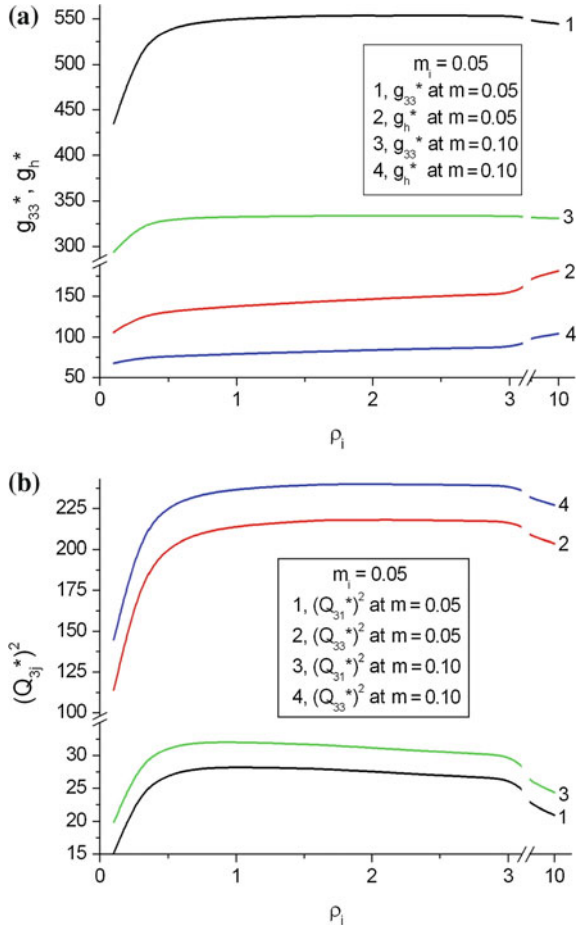 (a)
550
500
450
400
350
300
150
100
50
g33*, gh*
mi = 0.05
1, g33* at m = 0.05
2, gh* at m = 0.05
3, g33* at m = 0.10
4, gh* at m = 0.10
1
3
2
4
0 1 2 3 10
ρi
(b)
225
200
175
150
125
100
30
25
20
15
(Q3j*)2
mi = 0.05
1, (Q31*)2 at m = 0.05
2, (Q33*)2 at m = 0.05
3, (Q31*)2 at m = 0.10
4, (Q33*)2 at m = 0.10
4
2
3
1
0 1 2 3 10
ρi